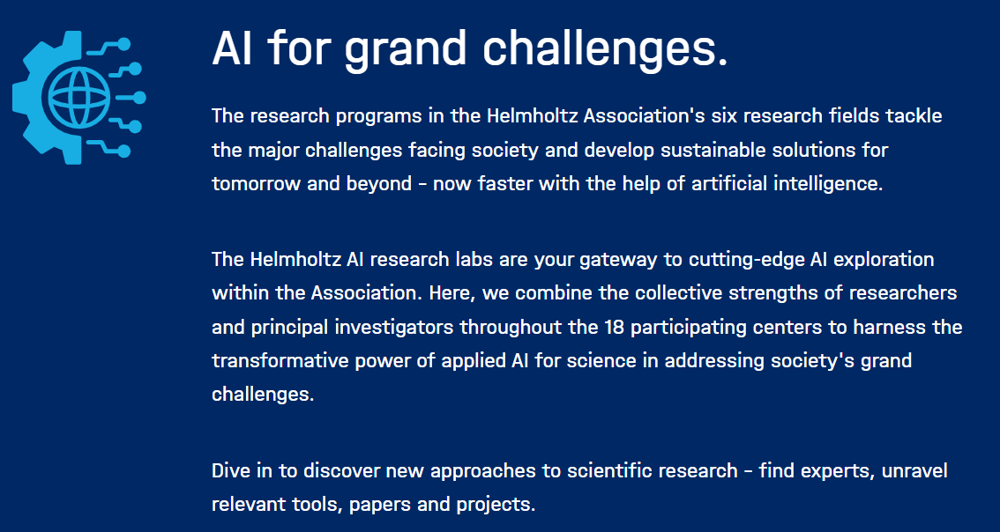 AI for grand challenges.
The research programs in the Helmholtz Association's six research fields tackle
the major challenges facing society and develop sustainable solutions for
tomorrow and beyond – now faster with the help of artificial intelligence.
The Helmholtz AI research labs are your gateway to cutting-edge AI exploration
within the Association. Here, we combine the collective strengths of researchers
and principal investigators throughout the 18 participating centers to harness the
transformative power of applied AI for science in addressing society's grand
challenges.
Dive in to discover new approaches to scientific research – find experts, unravel
relevant tools, papers and projects.